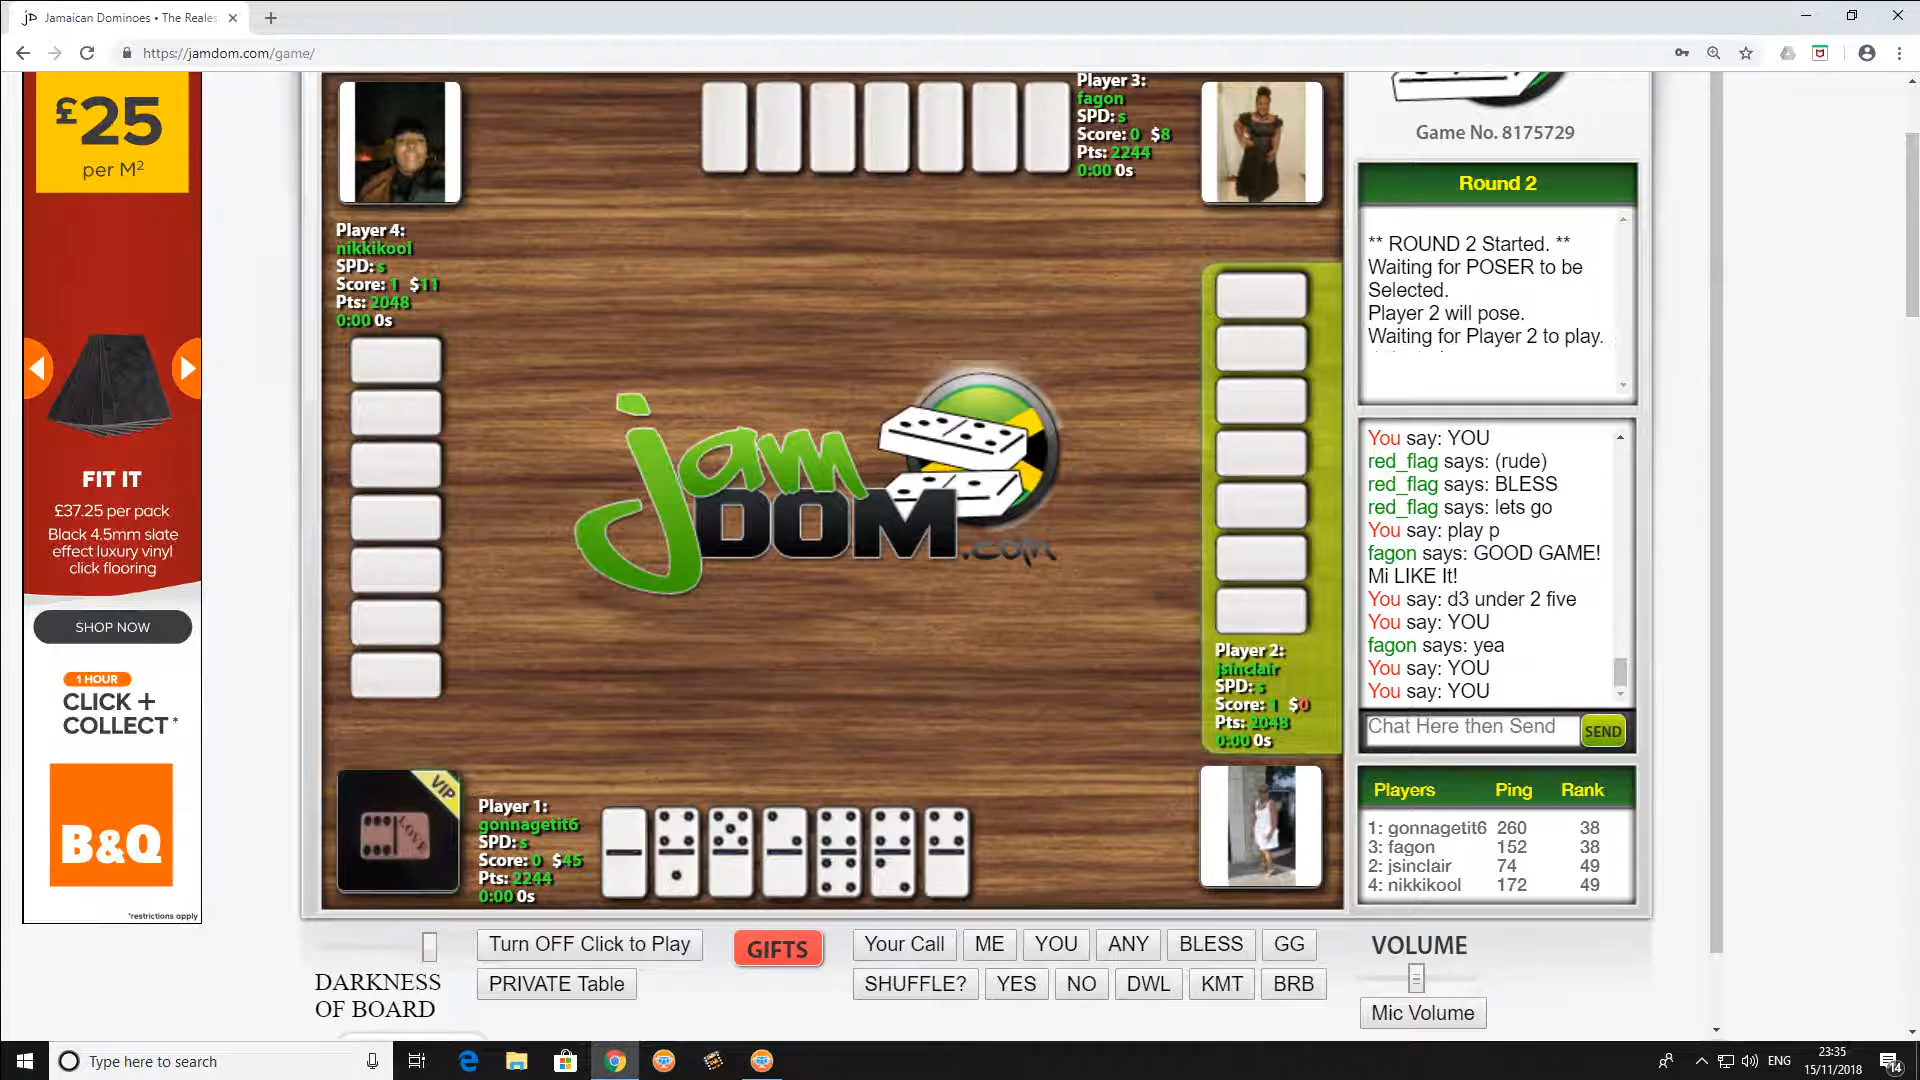 Jamaican Dominoes • The Reales
https://jamdom.com/game/
£25
per M²
FIT IT
£37.25 per pack
Black 4.5mm slate
effect luxury vinyl
click flooring
SHOP NOW
1 HOUR
CLICK +
COLLECT *
B&Q
*restrictions apply
Player 3:
fagon
SPD: s
Score: 0 $8
Pts: 2244
0:00 0s
Player 4:
nikkikool
SPD: s
Score: 1 $11
Pts: 2048
0:00 0s
jam
DOM.com
Player 2:
jsinclair
SPD: s
Score: 1 $0
Pts: 2048
0:00 0s
VIP
LOVE
Player 1:
gonnagetit6
SPD: s
Score: 0 $45
Pts: 2244
0:00 0s
Game No. 8175729
Round 2
** ROUND 2 Started. **
Waiting for POSER to be
Selected.
Player 2 will pose.
Waiting for Player 2 to play.
You say: YOU
red_flag says: (rude)
red_flag says: BLESS
red_flag says: lets go
You say: play p
fagon says: GOOD GAME!
Mi LIKE It!
You say: d3 under 2 five
You say: YOU
fagon says: yea
You say: YOU
You say: YOU
Chat Here then Send
SEND
Players Ping Rank
1: gonnagetit6 260 38
3: fagon 152 38
2: jsinclair 74 49
4: nikkikool 172 49
DARKNESS
OF BOARD
Turn OFF Click to Play
PRIVATE Table
GIFTS
Your Call ME YOU ANY BLESS GG
SHUFFLE? YES NO DWL KMT BRB
VOLUME
Mic Volume
Type here to search
ENG
23:35
15/11/2018
14